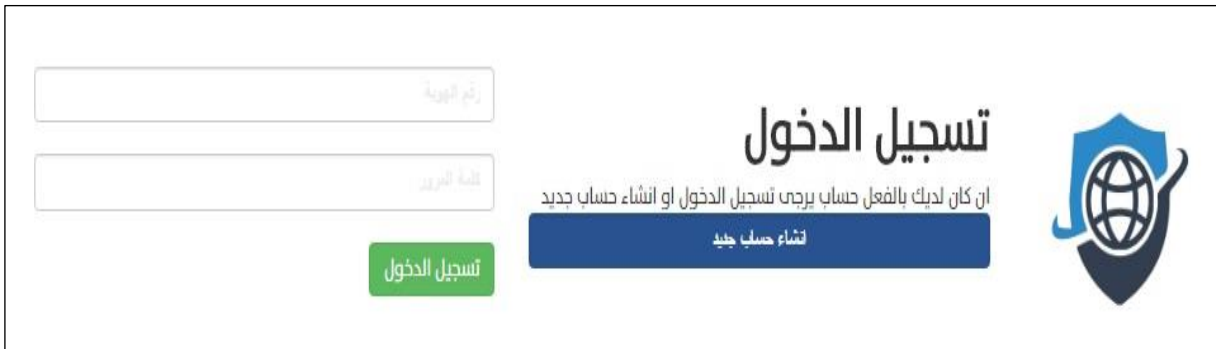 تسجيل الدخول
ان كان لديك بالفعل حساب يرجى تسجيل الدخول او انشاء حساب جديد
انشاء حساب جديد
رقم الهوية
كلمة المرور
تسجيل الدخول